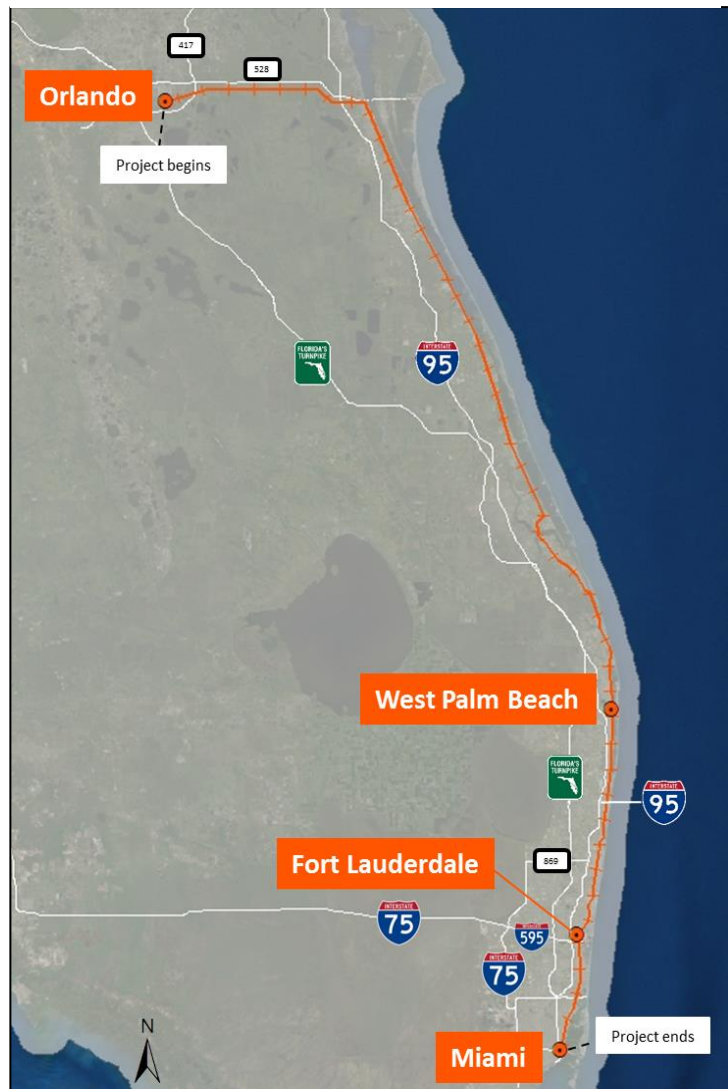 417
528
Orlando
Project begins
FLORIDA'S
TURNPIKE
INTERSTATE
95
West Palm Beach
FLORIDA'S
TURNPIKE
INTERSTATE
95
Fort Lauderdale
869
INTERSTATE
75
595
INTERSTATE
75
N
Miami
Project ends